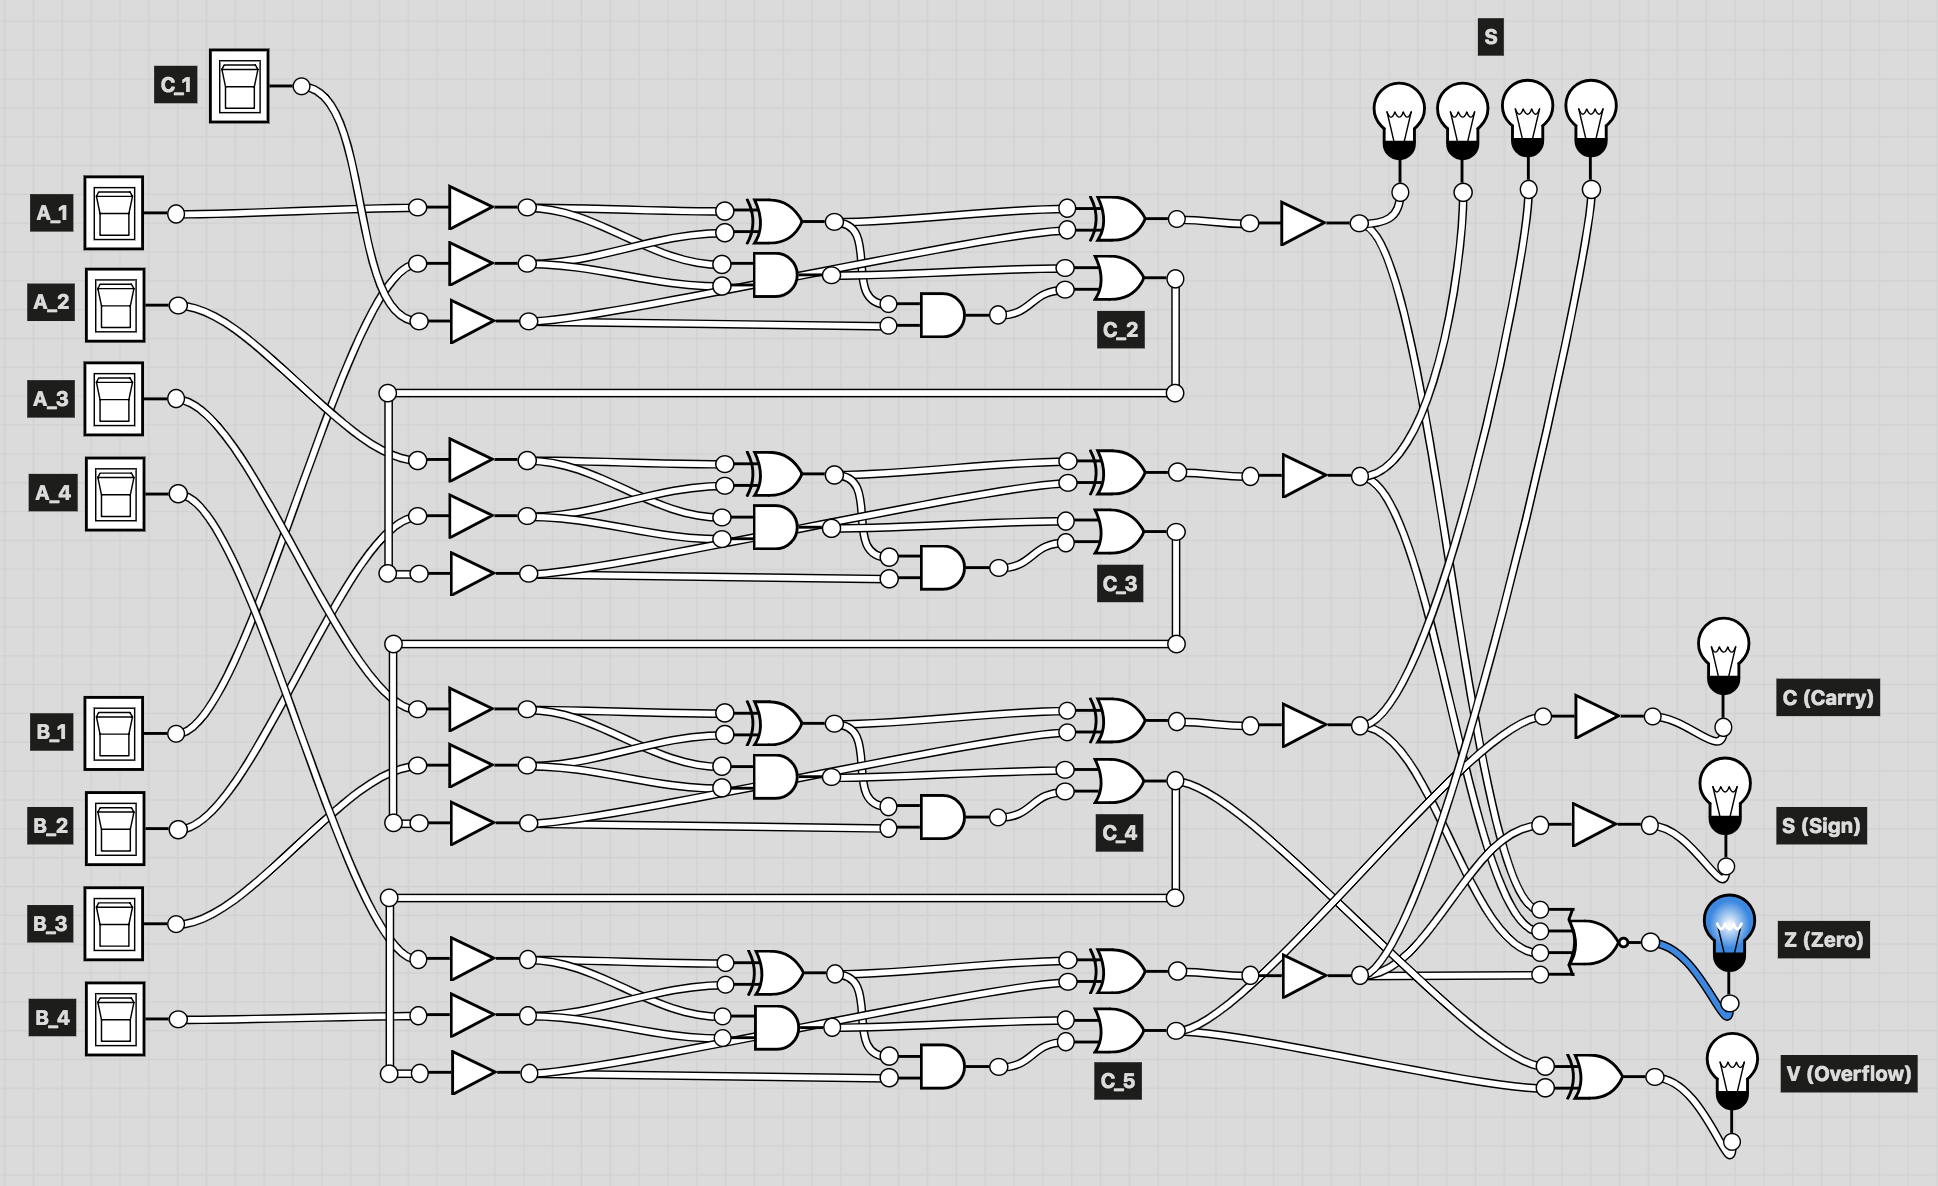 S
C_1
A_1
A_2
A_3
A_4
B_1
B_2
B_3
B_4
C_2
C_3
C_4
C_5
C (Carry)
S (Sign)
Z (Zero)
V (Overflow)